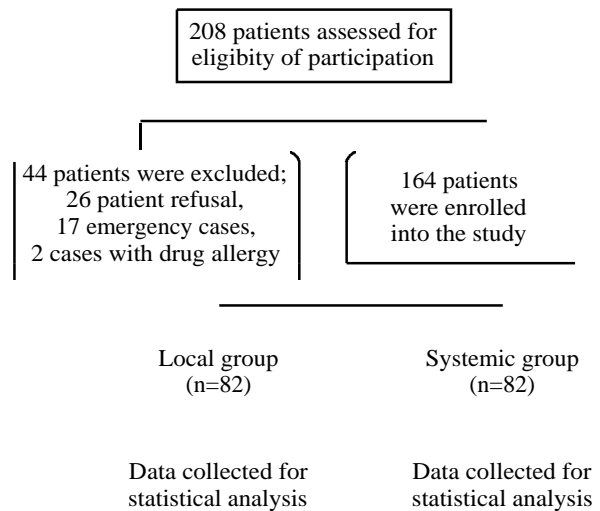 208 patients assessed for
eligibity of participation
44 patients were excluded;
26 patient refusal,
17 emergency cases,
2 cases with drug allergy
164 patients
were enrolled
into the study
Local group
(n=82)
Systemic group
(n=82)
Data collected for
statistical analysis
Data collected for
statistical analysis